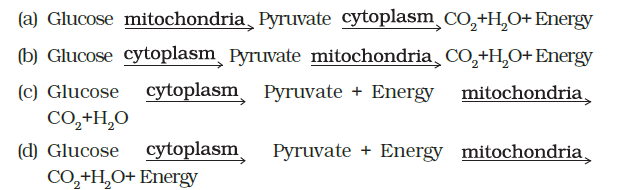 (a) Glucose mitochondria→ Pyruvate cytoplasm→ CO₂+H₂O+ Energy
(b) Glucose cytoplasm→ Pyruvate mitochondria→ CO₂+H₂O+ Energy
(c) Glucose cytoplasm→ Pyruvate + Energy mitochondria→
CO₂+H₂O
(d) Glucose cytoplasm→ Pyruvate + Energy mitochondria→
CO₂+H₂O+ Energy